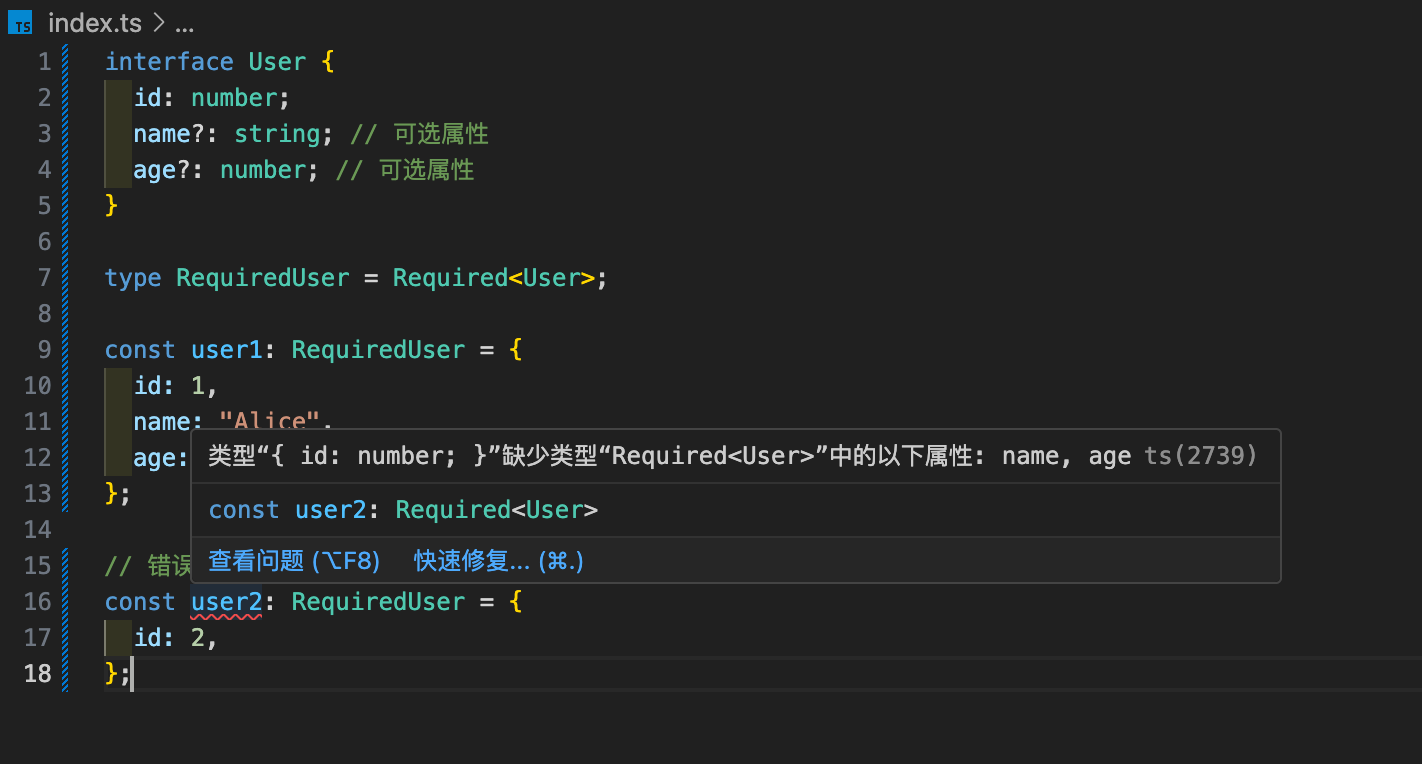 TS index.ts > ...
1 interface User {
2 id: number;
3 name?: string; // 可选属性
4 age?: number; // 可选属性
5 }
6
7 type RequiredUser = Required<User>;
8
9 const user1: RequiredUser = {
10 id: 1,
11 name: "Alice",
12 age:
类型“{ id: number; }”缺少类型“Required<User>”中的以下属性: name, age ts(2739)
13 };
const user2: Required<User>
14
查看问题 (⌥F8) 快速修复... (⌘.)
15 // 错误
16 const user2: RequiredUser = {
17 id: 2,
18 };